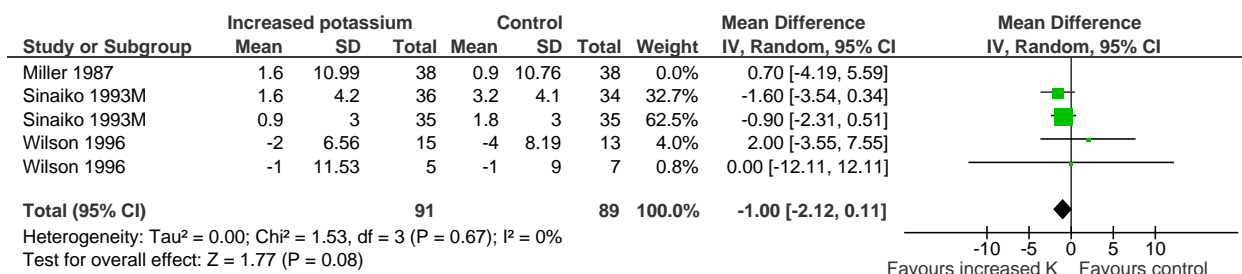 Increased potassium Control Mean Difference Mean Difference
Study or Subgroup Mean SD Total Mean SD Total Weight IV, Random, 95% CI IV, Random, 95% CI
Miller 1987 1.6 10.99 38 0.9 10.76 38 0.0% 0.70 [-4.19, 5.59]
Sinaiko 1993M 1.6 4.2 36 3.2 4.1 34 32.7% -1.60 [-3.54, 0.34]
Sinaiko 1993M 0.9 3 35 1.8 3 35 62.5% -0.90 [-2.31, 0.51]
Wilson 1996 -2 6.56 15 -4 8.19 13 4.0% 2.00 [-3.55, 7.55]
Wilson 1996 -1 11.53 5 -1 9 7 0.8% 0.00 [-12.11, 12.11]
Total (95% CI) 91 89 100.0% -1.00 [-2.12, 0.11]
Heterogeneity: Tau² = 0.00; Chi² = 1.53, df = 3 (P = 0.67); I² = 0%
Test for overall effect: Z = 1.77 (P = 0.08)
-10 -5 0 5 10
Favours increased K Favours control